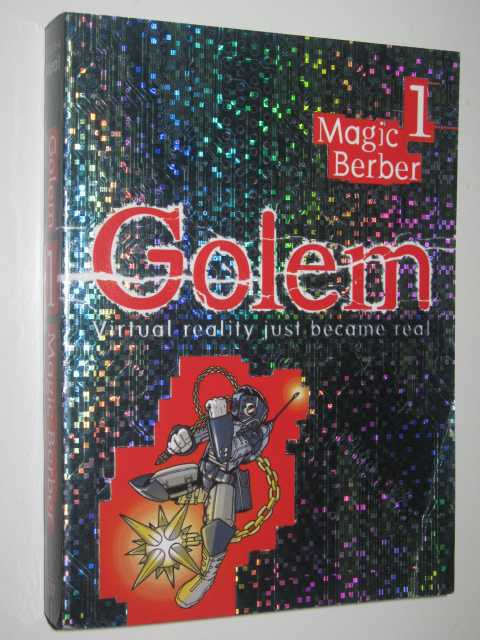 1
Magic
Berber
Golem
Virtual reality just became real
Golem 1 Magic Berber